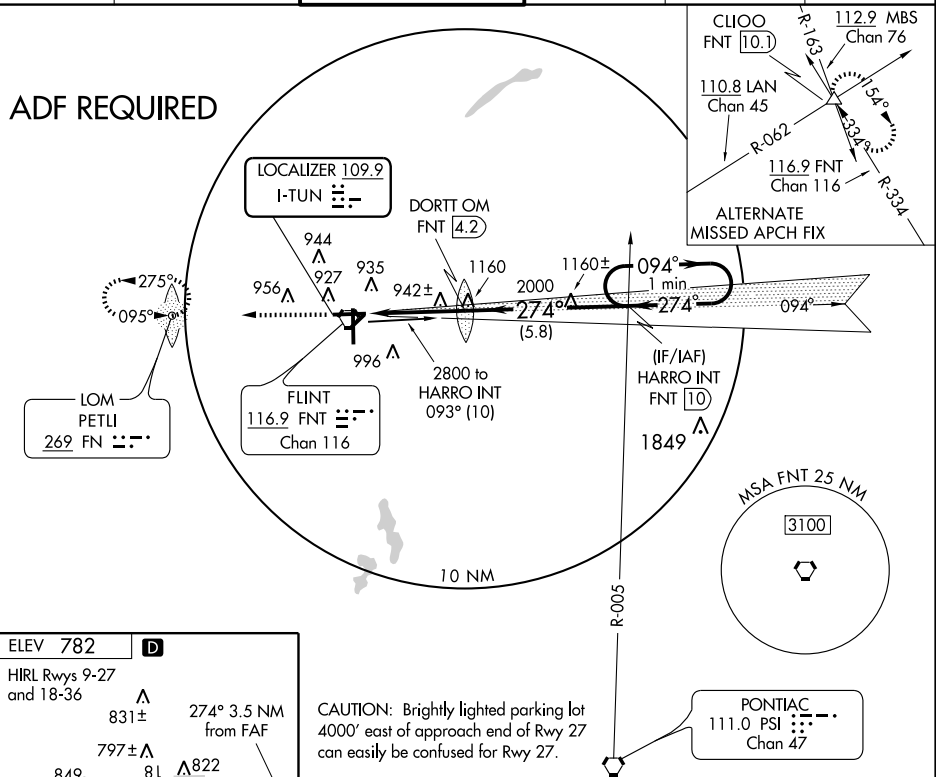 ADF REQUIRED
CLIOO
FNT 10.1
R-163
112.9 MBS
Chan 76
110.8 LAN
Chan 45
R-062
154°
334°
116.9 FNT
Chan 116
R-334
ALTERNATE
MISSED APCH FIX
LOCALIZER 109.9
I-TUN
DORTT OM
FNT 4.2
944
927
935
956
942±
1160
2000
1160±
094°
1 min
274°
274°
(5.8)
094°
275°
095°
996
2800 to
HARRO INT
093° (10)
(IF/IAF)
HARRO INT
FNT 10
1849
LOM
PETLI
269 FN
FLINT
116.9 FNT
Chan 116
MSA FNT 25 NM
3100
10 NM
R-005
ELEV 782
D
HIRL Rwys 9-27
and 18-36
831±
274° 3.5 NM
from FAF
797±
849
8L
822
CAUTION: Brightly lighted parking lot
4000' east of approach end of Rwy 27
can easily be confused for Rwy 27.
PONTIAC
111.0 PSI
Chan 47